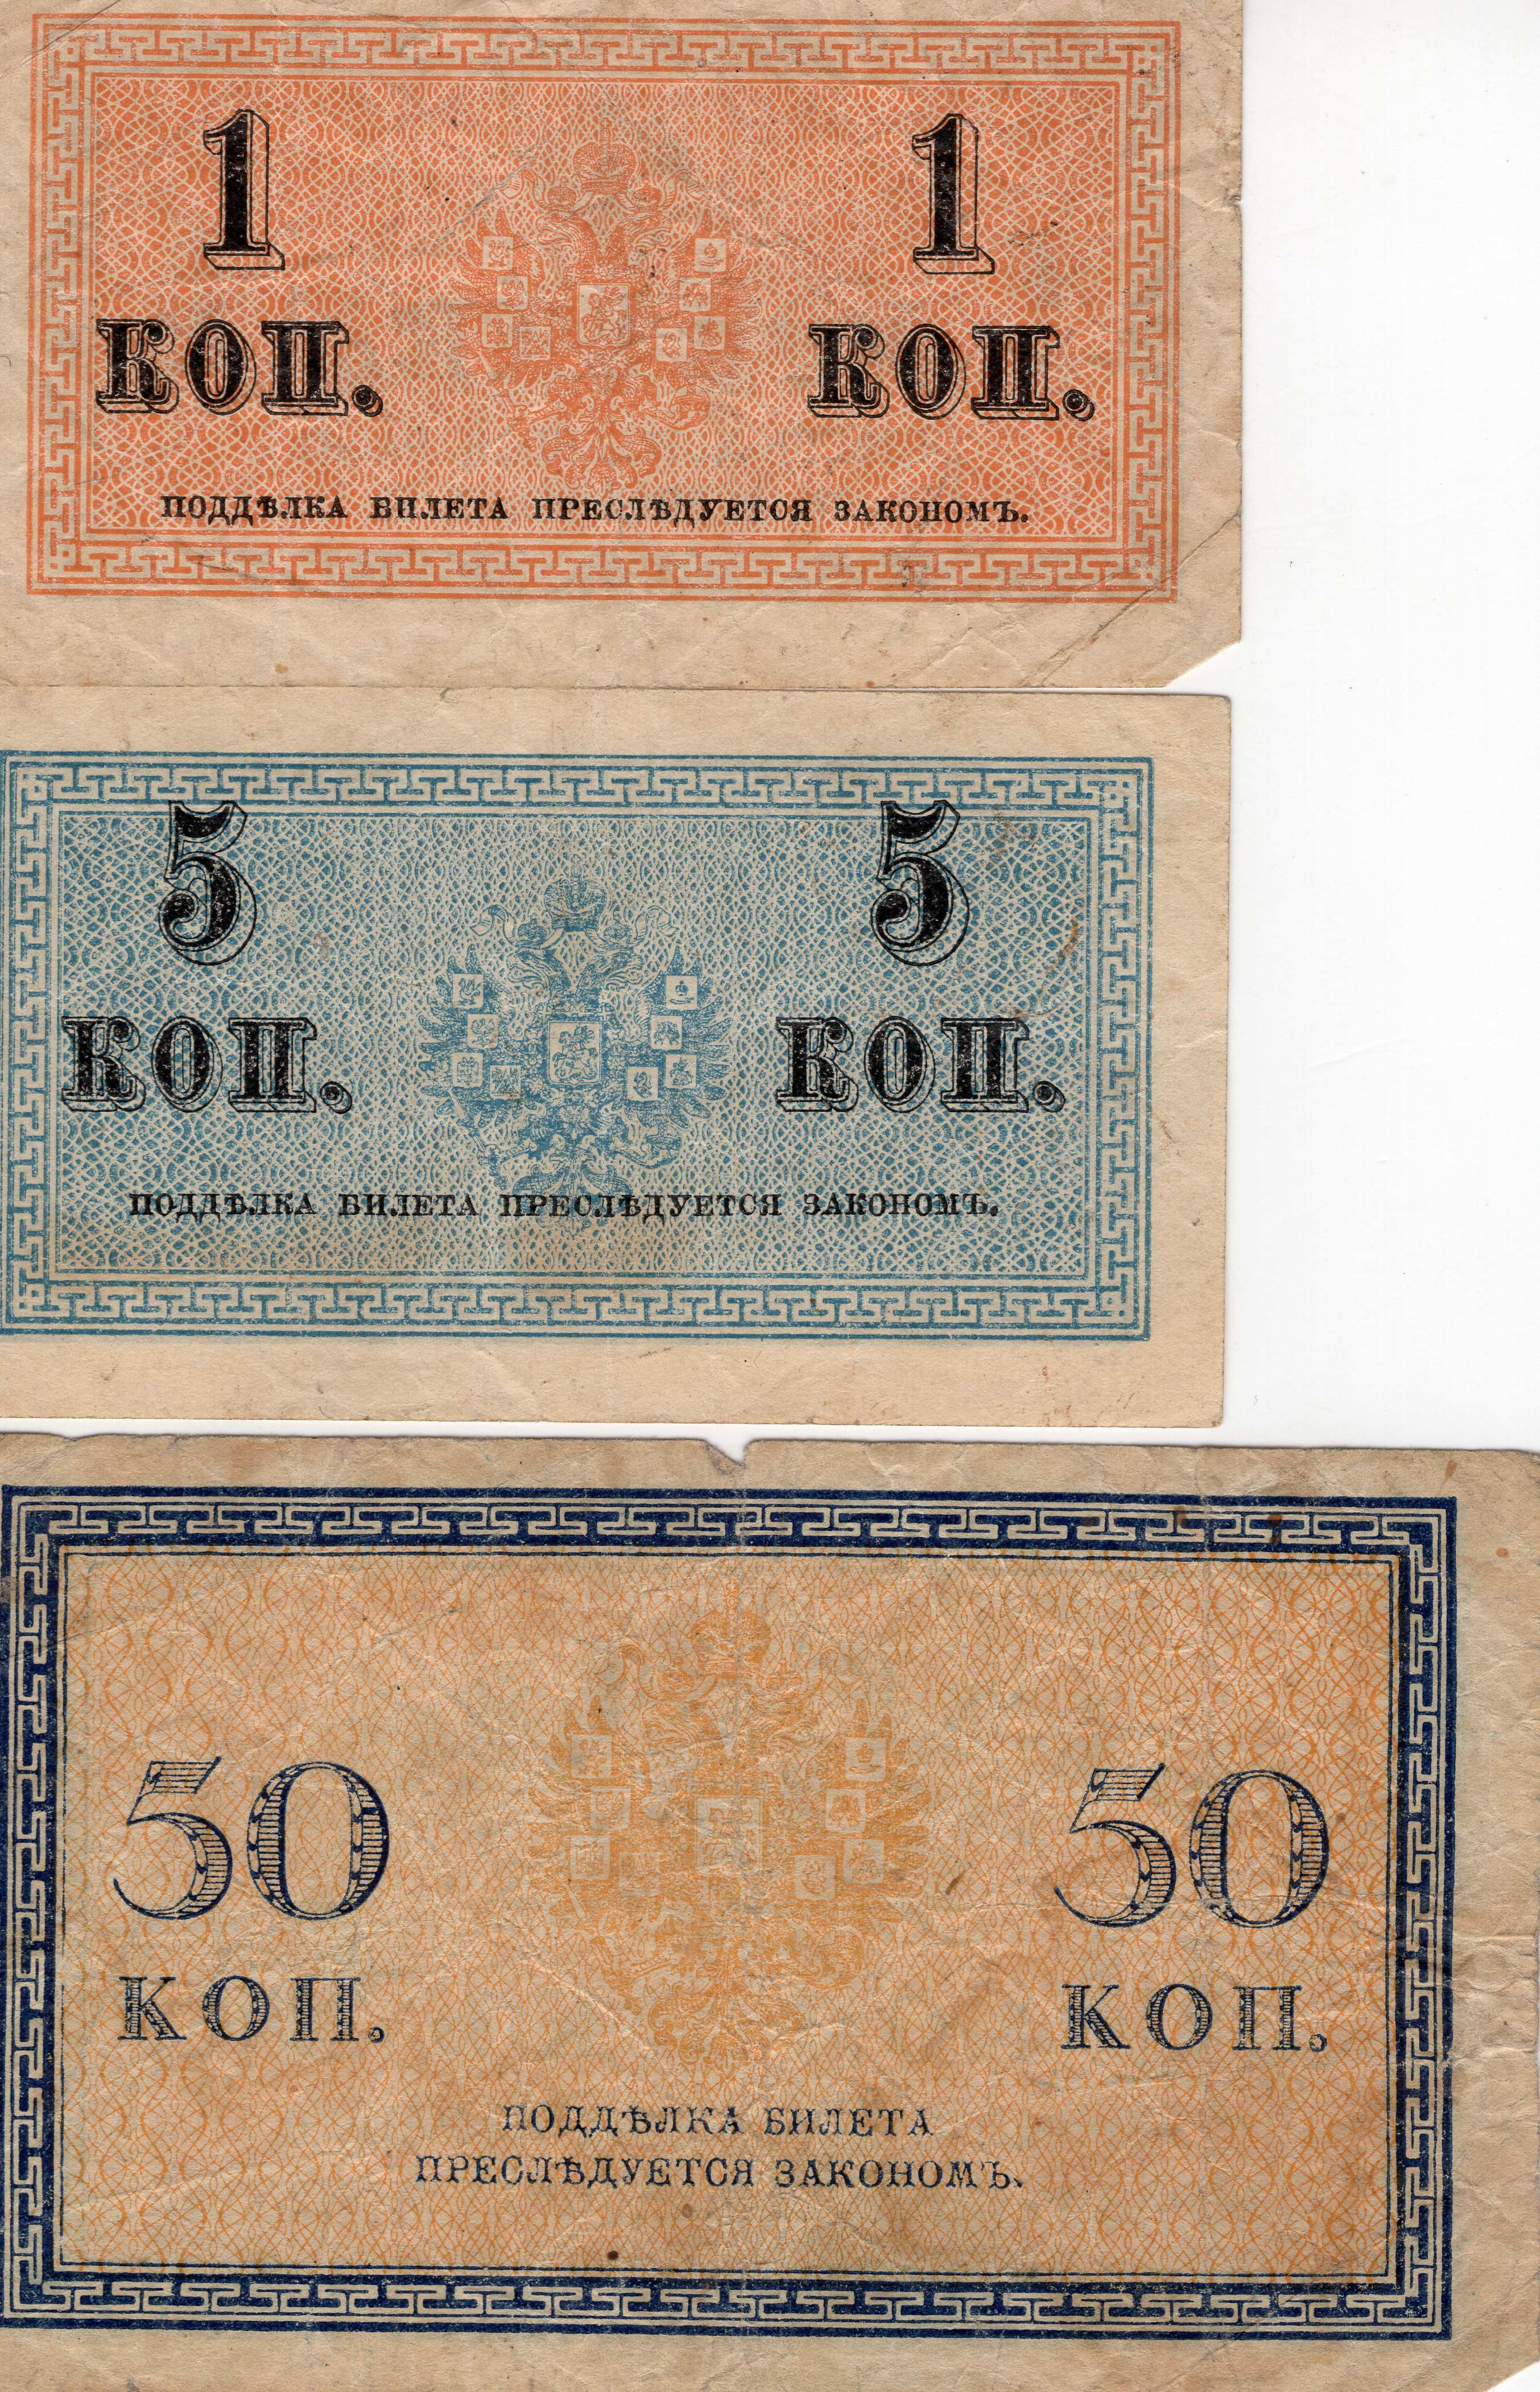 1 1
КОП. КОП.
ПОДДѢЛКА БИЛЕТА ПРЕСЛѢДУЕТСЯ ЗАКОНОМЪ.
5 5
КОП. КОП.
ПОДДѢЛКА БИЛЕТА ПРЕСЛѢДУЕТСЯ ЗАКОНОМЪ.
50 50
КОП. КОП.
ПОДДѢЛКА БИЛЕТА
ПРЕСЛѢДУЕТСЯ ЗАКОНОМЪ.